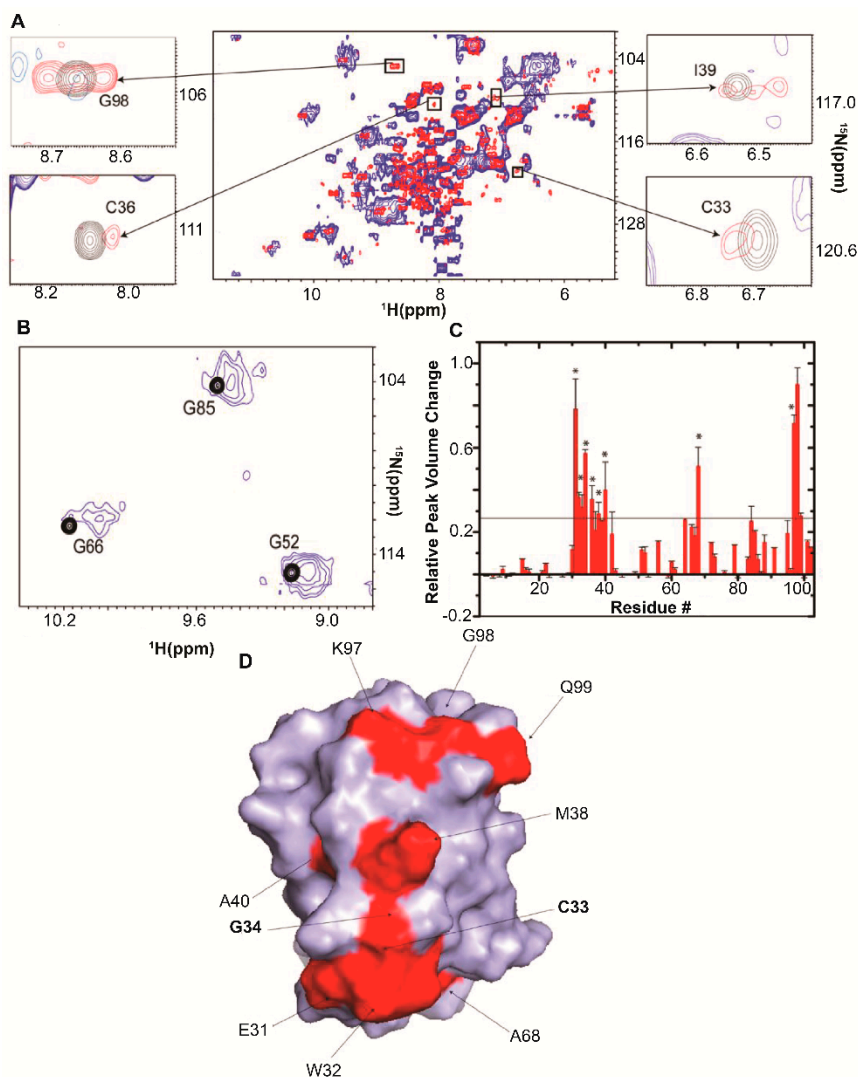 A
G98
8.7
8.6
106
C36
8.2
8.0
111
104
116
128
10
8
6
¹H(ppm)
I39
6.6
6.5
117.0
¹⁵N(ppm)
C33
6.8
6.7
120.6
B
G85
G66
G52
104
114
¹⁵N(ppm)
10.2
9.6
9.0
¹H(ppm)
C
Relative Peak Volume Change
1.0
0.6
0.2
-0.2
* * * * * * * *
20
40
60
80
100
Residue #
D
K97
G98
Q99
M38
A40
G34
C33
E31
W32
A68